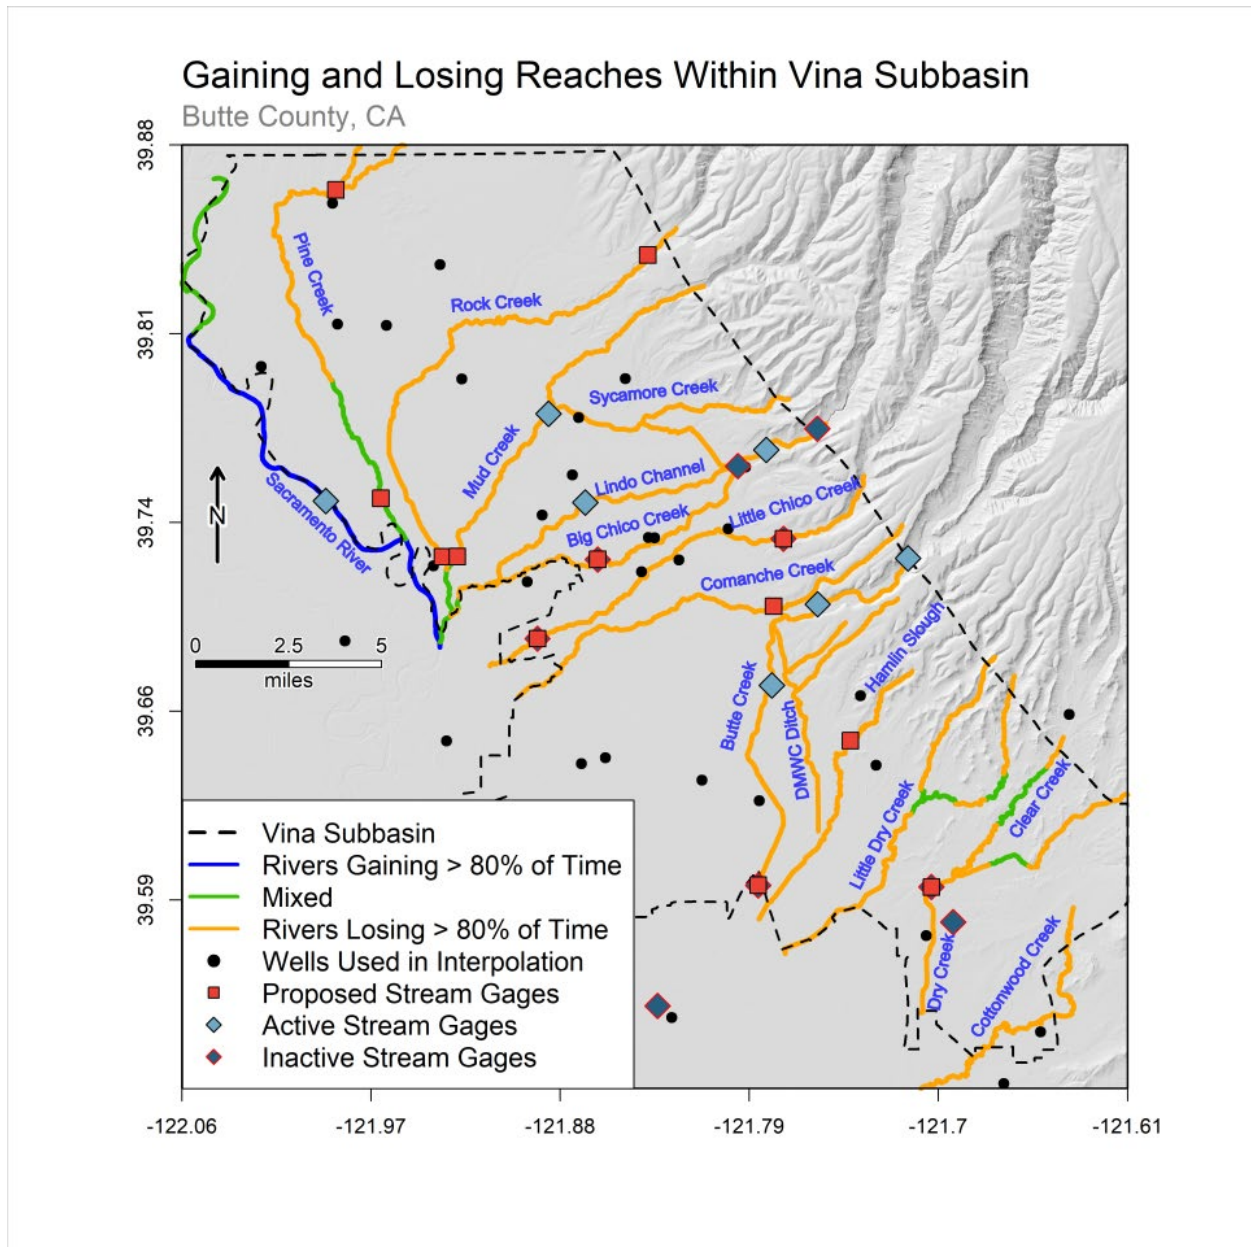 Gaining and Losing Reaches Within Vina Subbasin
Butte County, CA
39.88
39.81
39.74
39.66
39.59
Pine Creek
Rock Creek
Sycamore Creek
Mud Creek
Lindo Channel
Big Chico Creek
Little Chico Creek
Sacramento River
N
Comanche Creek
Hamlin Slough
Butte Creek
DMWC Ditch
Little Dry Creek
Clear Creek
Dry Creek
Cottonwood Creek
0 2.5 5
miles
Vina Subbasin
Rivers Gaining > 80% of Time
Mixed
Rivers Losing > 80% of Time
Wells Used in Interpolation
Proposed Stream Gages
Active Stream Gages
Inactive Stream Gages
-122.06 -121.97 -121.88 -121.79 -121.7 -121.61